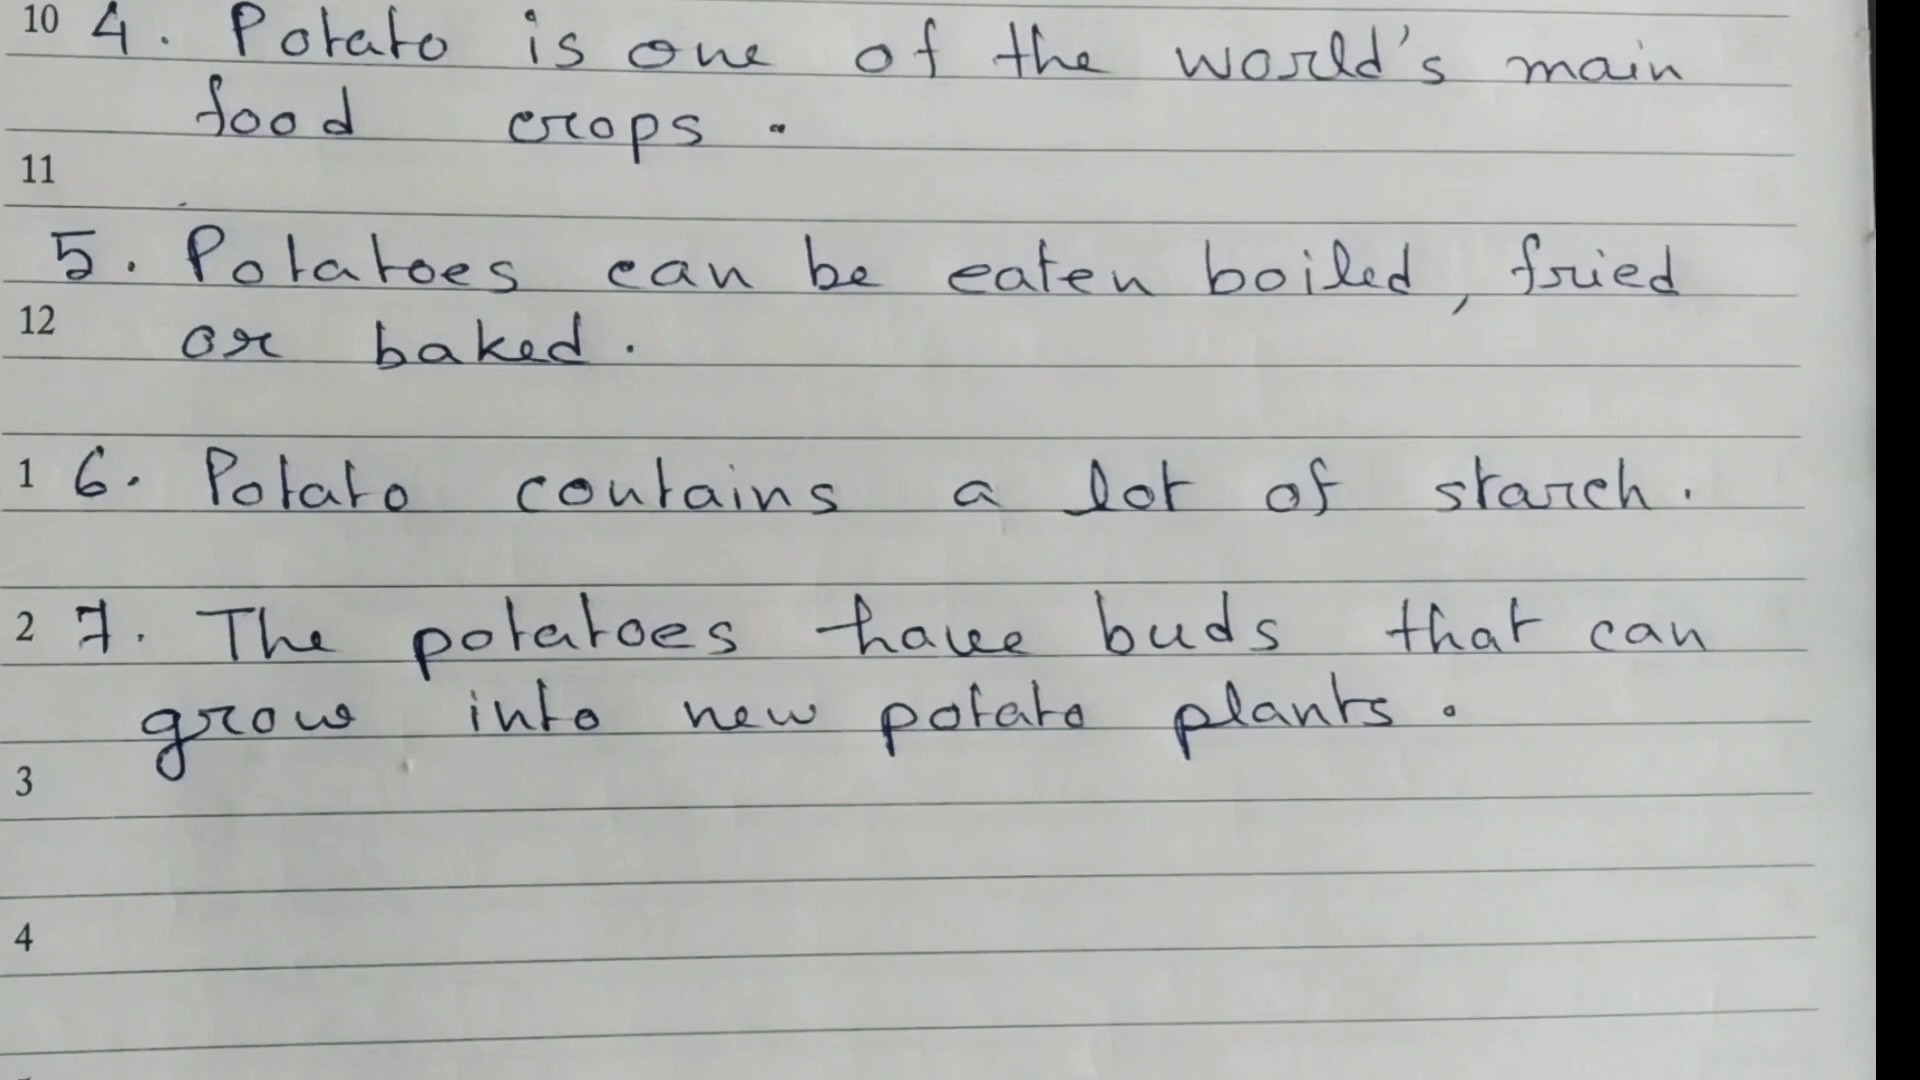 10 4. Potato is one of the world's main
food crops.
11
5. Potatoes can be eaten boiled, fried
12
or baked.
1 6. Potato contains a lot of starch.
2 7. The potatoes have buds that can
grow into new potato plants.
3
4